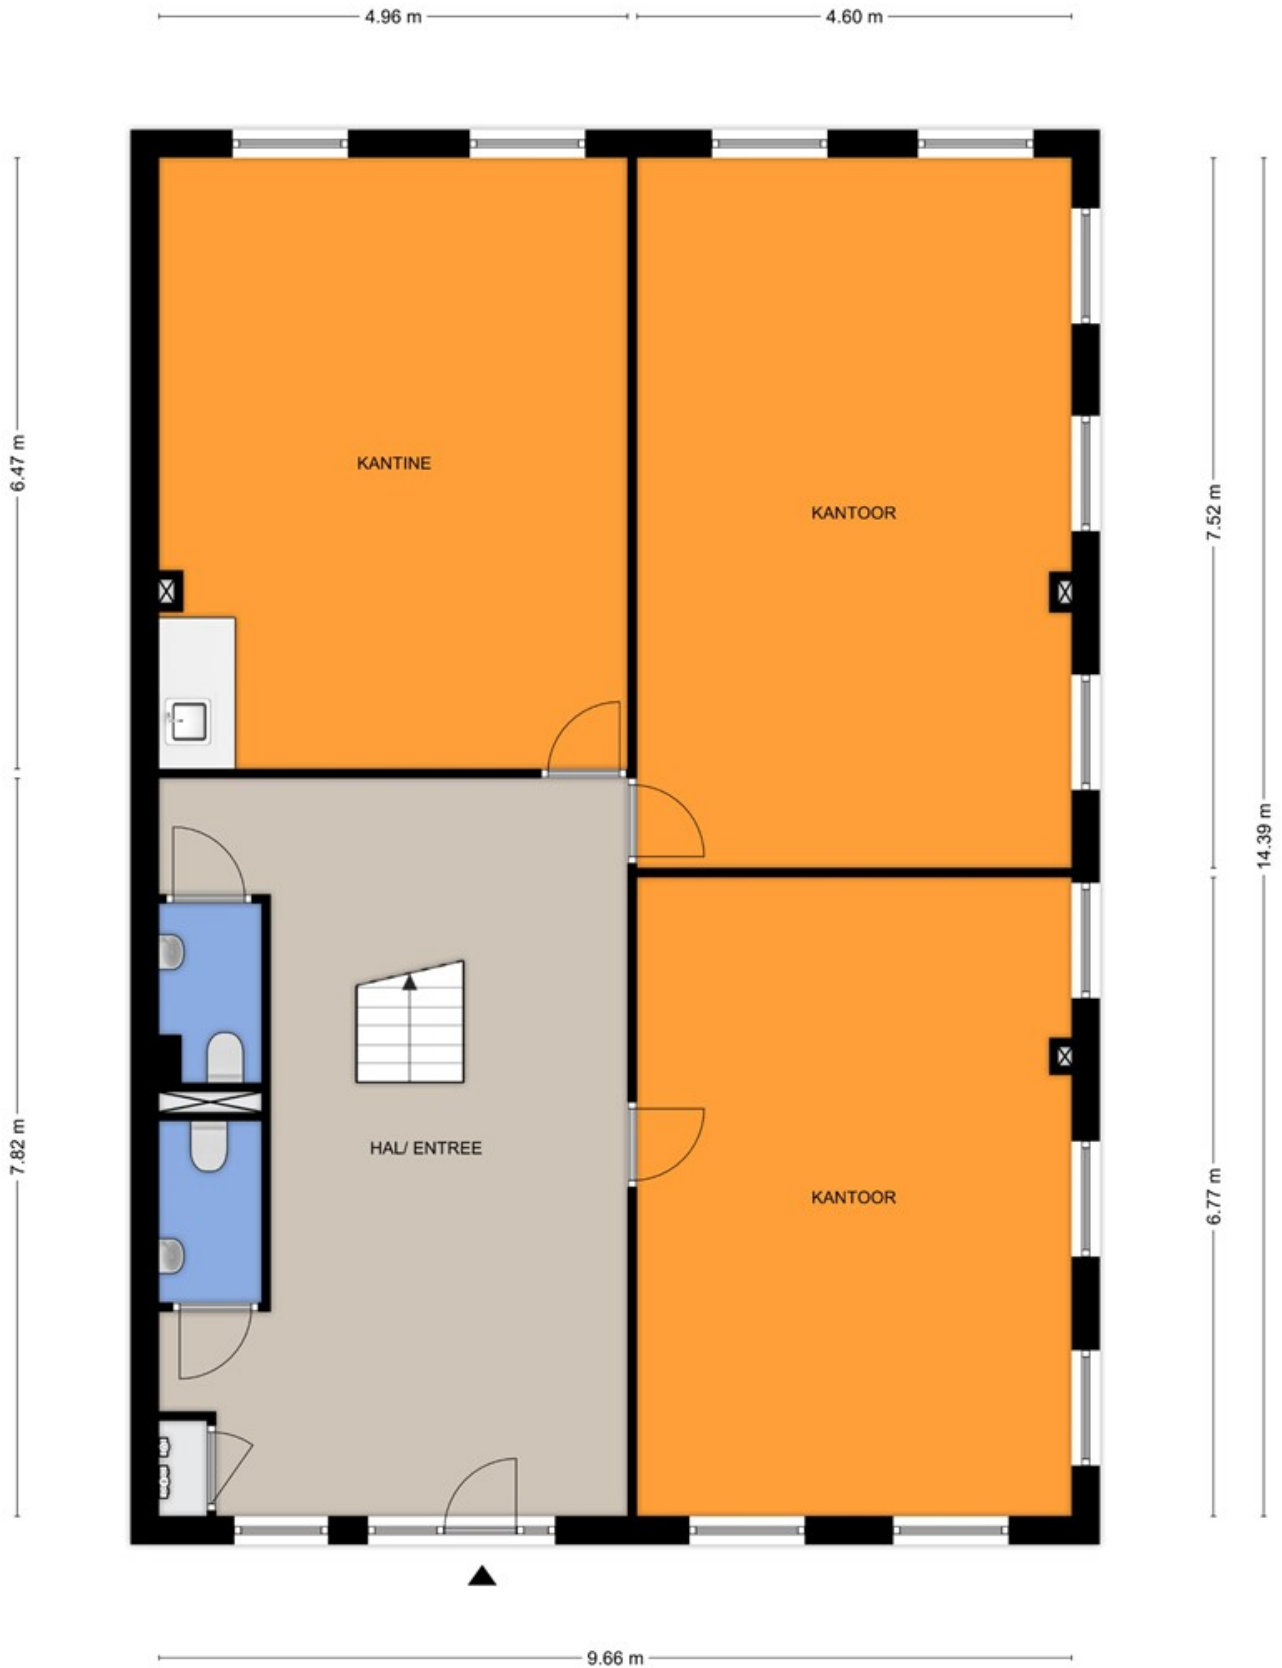 4.96 m
4.60 m
6.47 m
KANTINE
KANTOOR
7.52 m
14.39 m
7.82 m
HAL/ ENTREE
KANTOOR
6.77 m
9.66 m